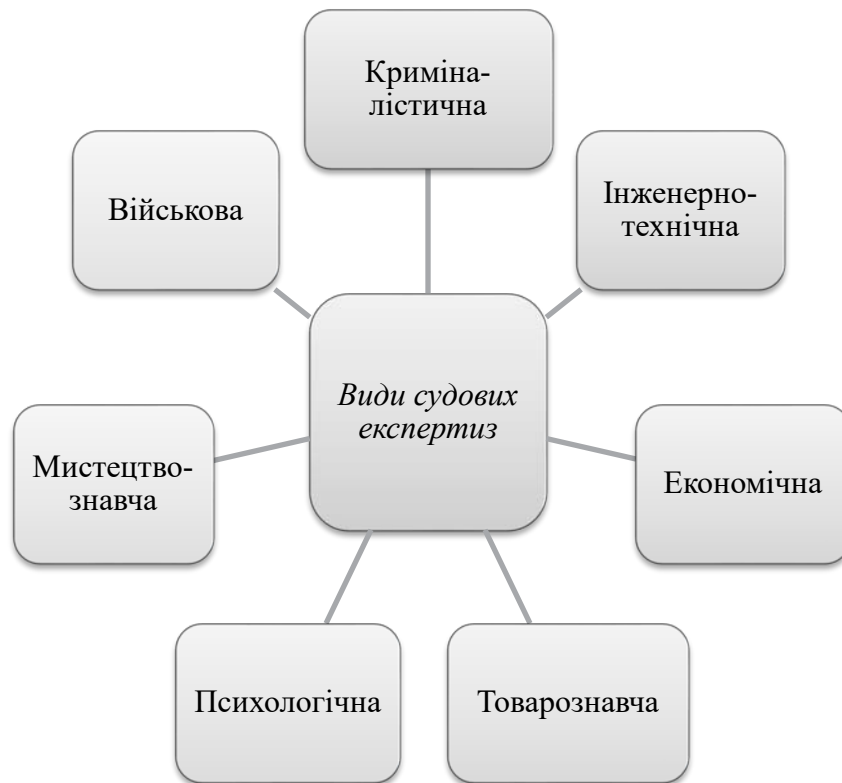 Криміна-
лістична
Військова
Інженерно-
технічна
Види судових
експертиз
Мистецтво-
знавча
Економічна
Психологічна
Товарознавча